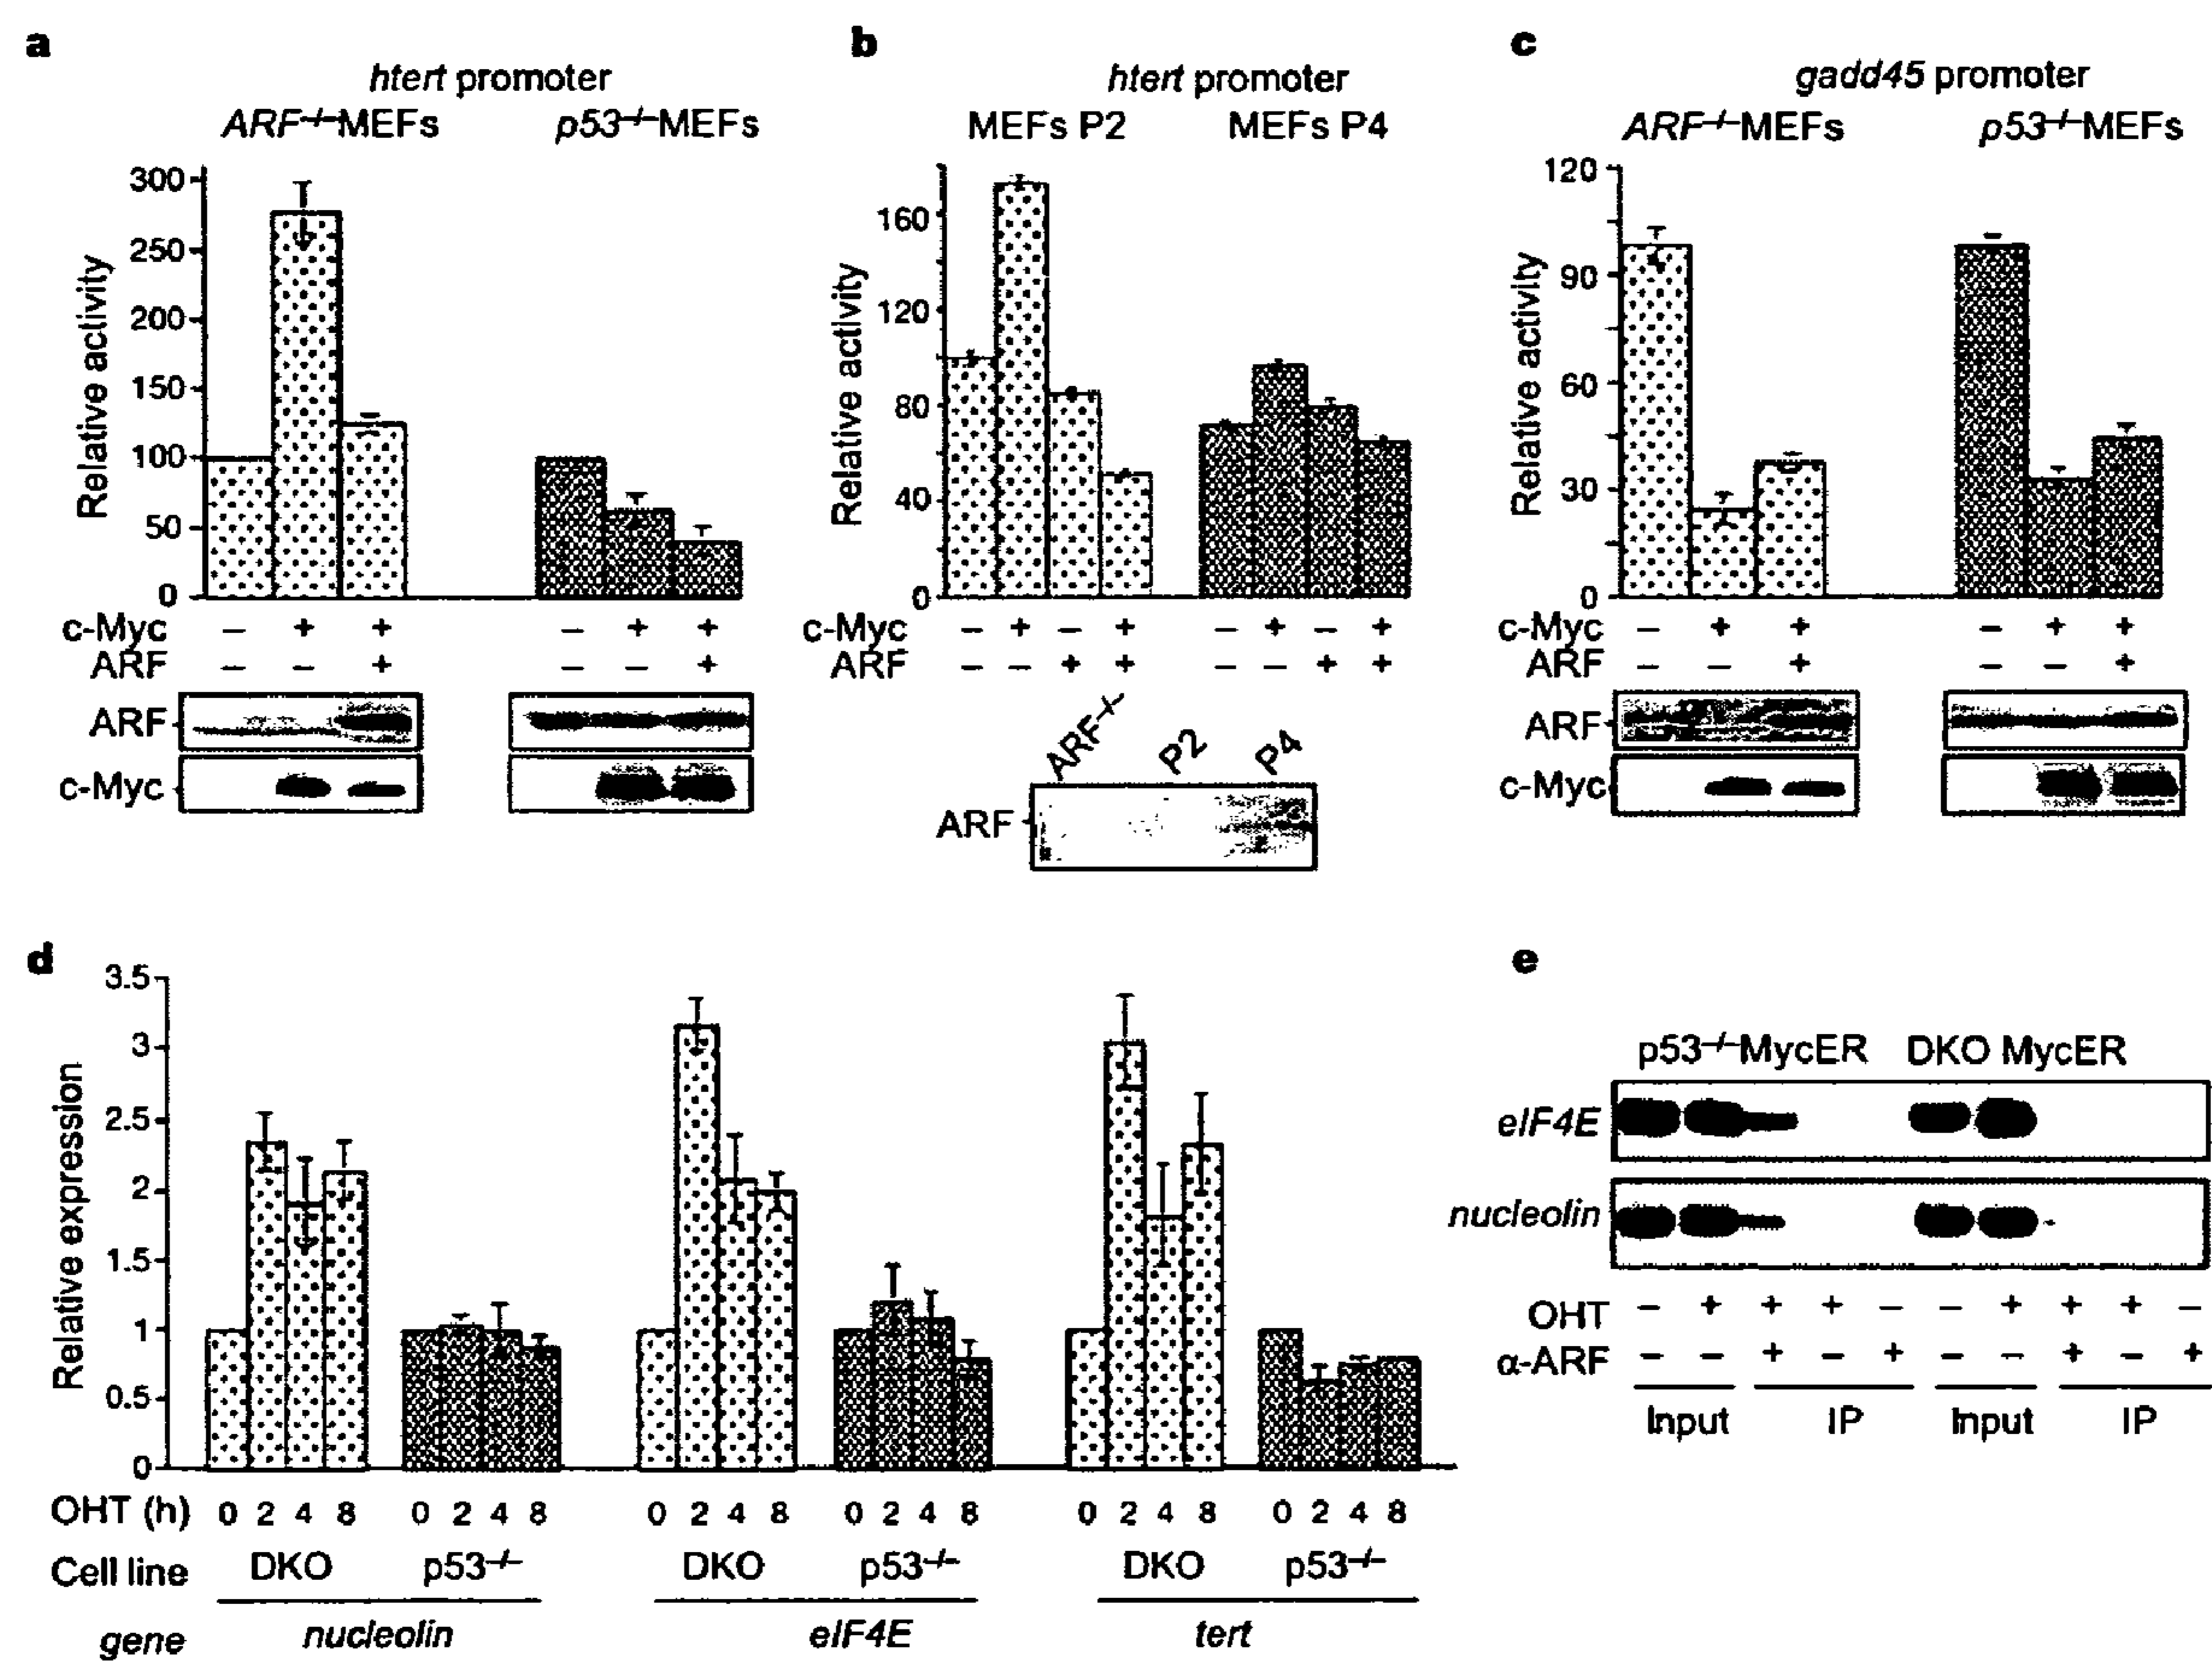 a
htert promoter
ARF-/-MEFs p53-/-MEFs
Relative activity
300
250
200
150
100
50
0
c-Myc – + + – + +
ARF – – + – – +
ARF
c-Myc
b
htert promoter
MEFs P2 MEFs P4
Relative activity
160
120
80
40
0
c-Myc – + – + – + – +
ARF – – + + – – + +
ARF-/- P2 P4
ARF
c
gadd45 promoter
ARF-/-MEFs p53-/-MEFs
Relative activity
120
90
60
30
0
c-Myc – + + – + +
ARF – – + – – +
ARF
c-Myc
d
Relative expression
3.5
3
2.5
2
1.5
1
0.5
0
OHT (h) 0 2 4 8 0 2 4 8 0 2 4 8 0 2 4 8 0 2 4 8 0 2 4 8
Cell line DKO p53-/- DKO p53-/- DKO p53-/-
gene nucleolin eIF4E tert
e
p53-/-MycER DKO MycER
eIF4E
nucleolin
OHT – + + + – – + + + –
α-ARF – – + – + – – + – +
Input IP Input IP